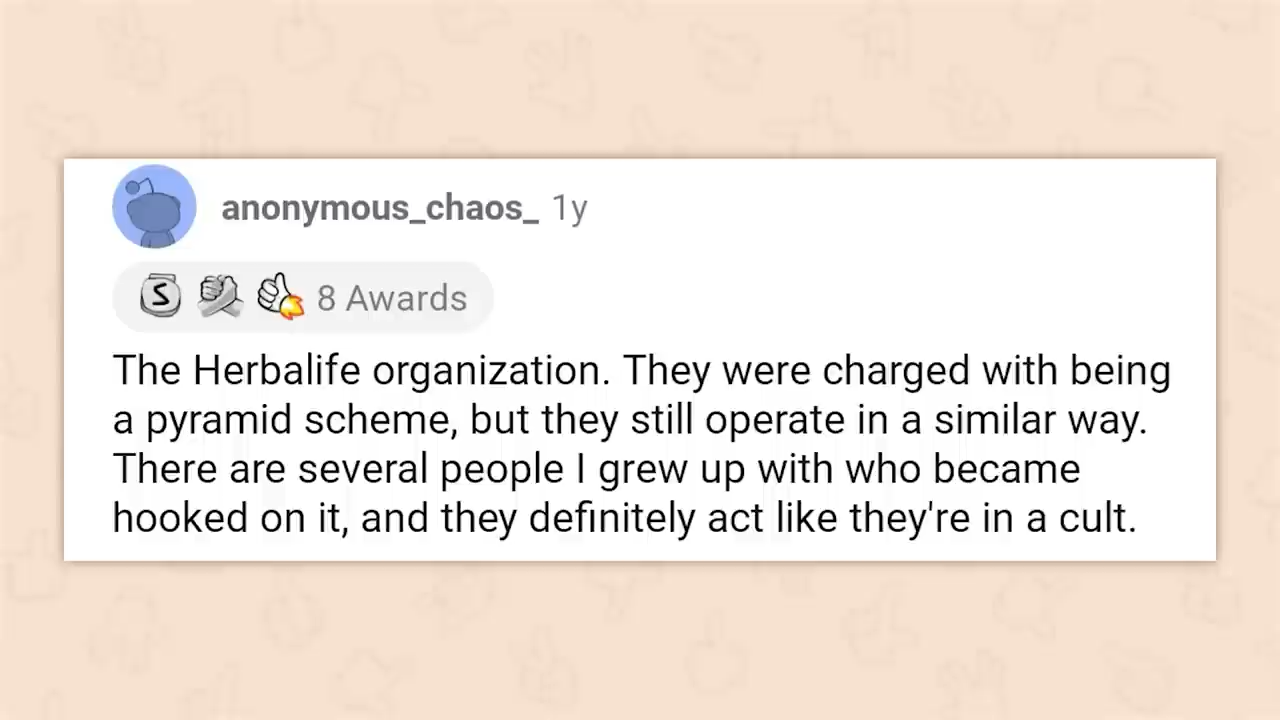 anonymous_chaos_ 1y
S 8 Awards
The Herbalife organization. They were charged with being
a pyramid scheme, but they still operate in a similar way.
There are several people I grew up with who became
hooked on it, and they definitely act like they're in a cult.